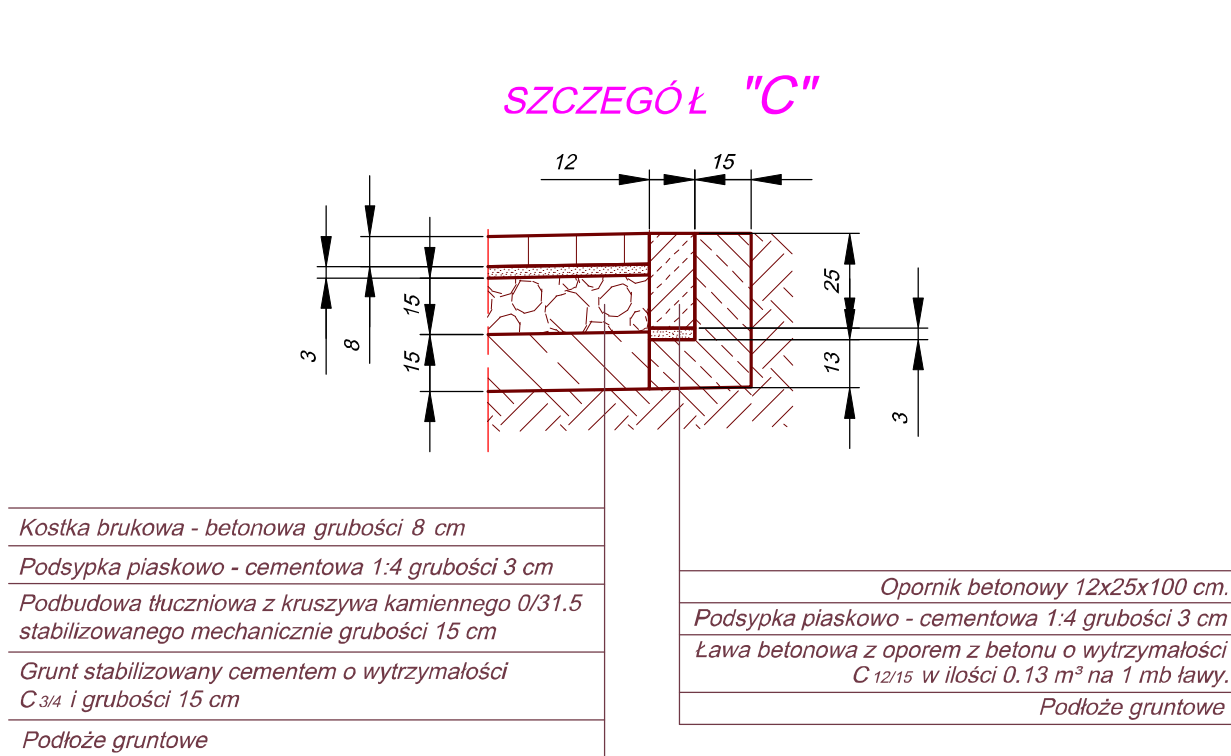 SZCZEGÓŁ "C"
12
15
15
25
3
8
15
13
3
Kostka brukowa - betonowa grubości 8 cm
Podsypka piaskowo - cementowa 1:4 grubości 3 cm
Podbudowa tłuczniowa z kruszywa kamiennego 0/31.5
stabilizowanego mechanicznie grubości 15 cm
Grunt stabilizowany cementem o wytrzymałości
C 3/4 i grubości 15 cm
Podłoże gruntowe
Opornik betonowy 12x25x100 cm.
Podsypka piaskowo - cementowa 1:4 grubości 3 cm
Ława betonowa z oporem z betonu o wytrzymałości
C 12/15 w ilości 0.13 m³ na 1 mb ławy.
Podłoże gruntowe